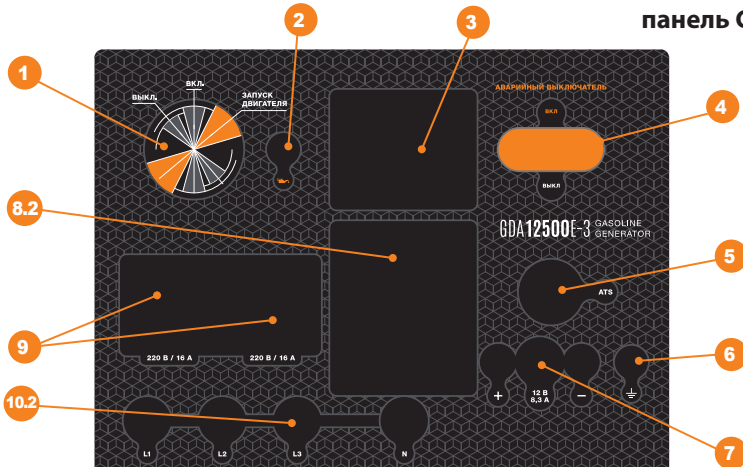 панель
2
3
1
ВЫКЛ.
ВКЛ.
ЗАПУСК
ДВИГАТЕЛЯ
АВАРИЙНЫЙ ВЫКЛЮЧАТЕЛЬ
ВКЛ
4
ВЫКЛ
8.2
GDA12500E-3 GASOLINE
GENERATOR
5
ATS
9
220 В / 16 А
220 В / 16 А
6
+
12 В
8,3 А
−
10.2
L1
L2
L3
N
7